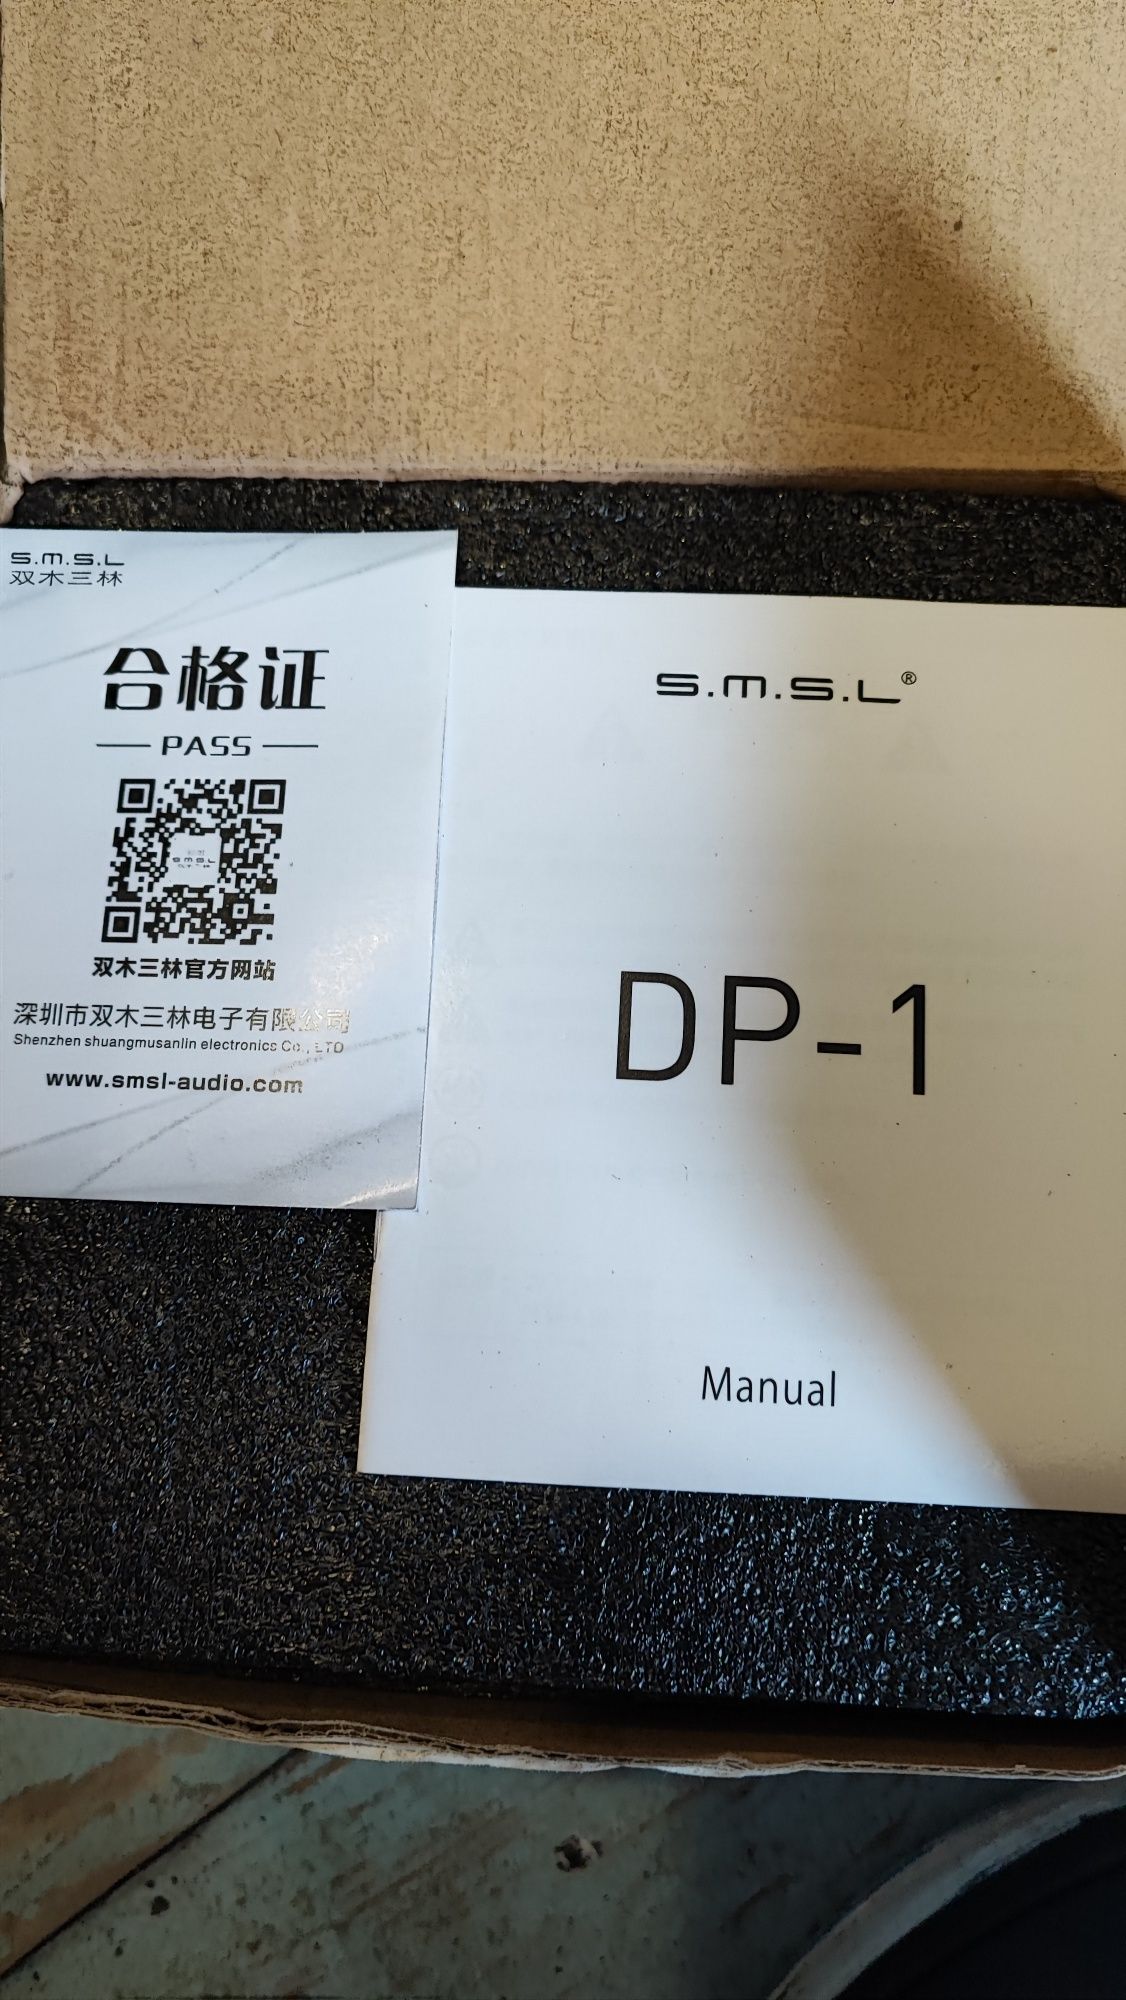 S.M.S.L
双木三林
合格证
PASS
双木三林官方网站
深圳市双木三林电子有限公司
Shenzhen shuangmusanlin electronics Co., LTD
www.smsl-audio.com
S.M.S.L®
DP-1
Manual